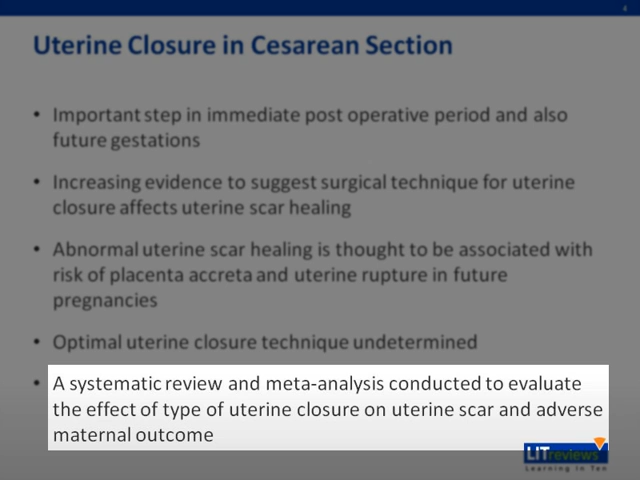 4
Uterine Closure in Cesarean Section
• Important step in immediate post operative period and also
future gestations
• Increasing evidence to suggest surgical technique for uterine
closure affects uterine scar healing
• Abnormal uterine scar healing is thought to be associated with
risk of placenta accreta and uterine rupture in future
pregnancies
• Optimal uterine closure technique undetermined
• A systematic review and meta-analysis conducted to evaluate
the effect of type of uterine closure on uterine scar and adverse
maternal outcome
LITreviews
Learning In Ten